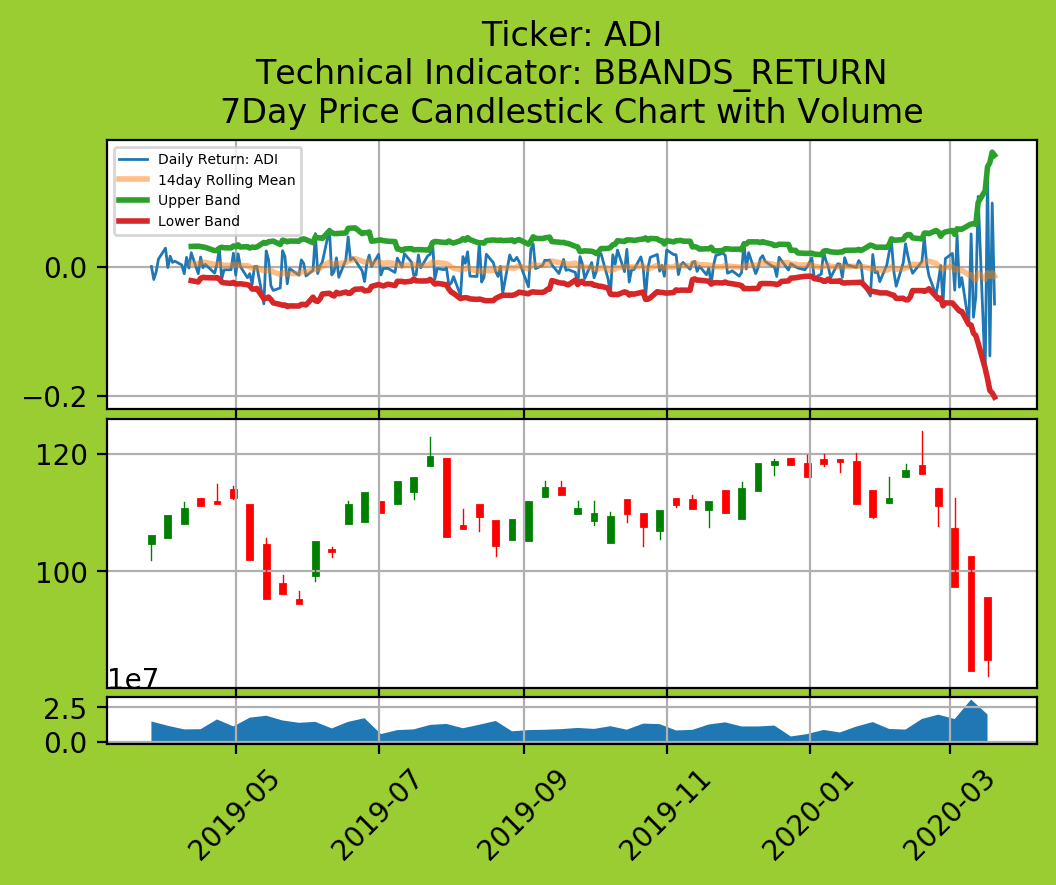 Ticker: ADI
Technical Indicator: BBANDS_RETURN
7Day Price Candlestick Chart with Volume
Daily Return: ADI
14day Rolling Mean
Upper Band
Lower Band
0.0
−0.2
120
100
1e7
2.5
0.0
2019-05
2019-07
2019-09
2019-11
2020-01
2020-03